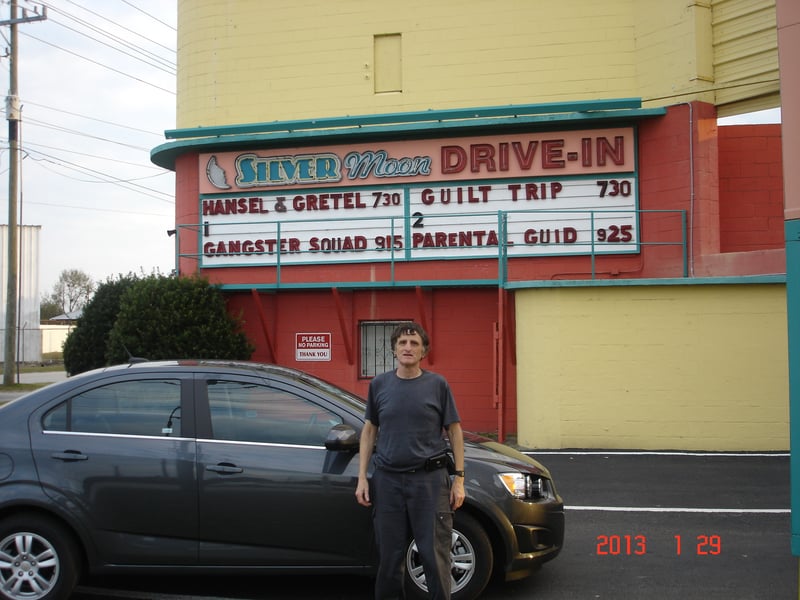 SILVER Moon DRIVE-IN
HANSEL & GRETEL 730
1
GANGSTER SQUAD 915
GUILT TRIP 730
2
PARENTAL GUID 925
PLEASE
NO PARKING
THANK YOU
2013 1 29